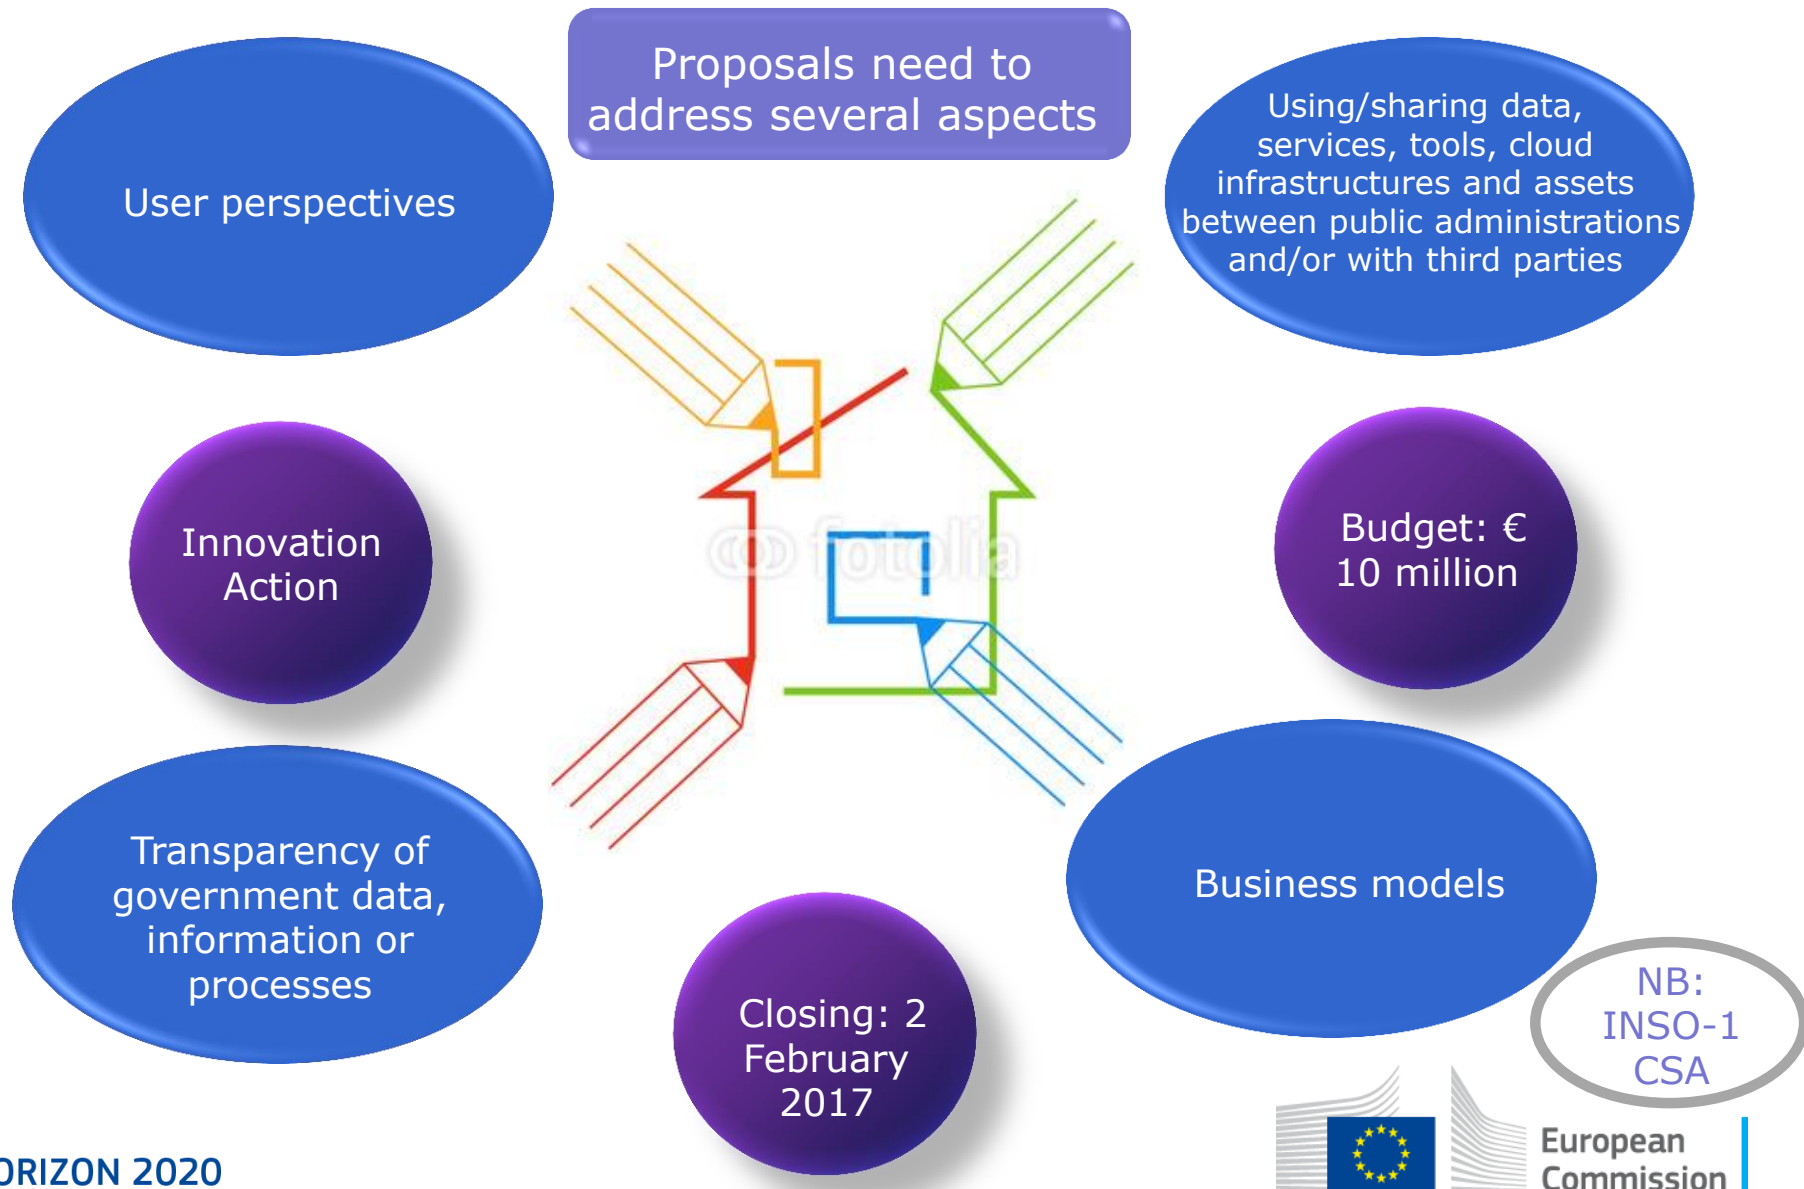 Proposals need to
address several aspects
User perspectives
Using/sharing data,
services, tools, cloud
infrastructures and assets
between public administrations
and/or with third parties
fotolia
Innovation
Action
Budget: €
10 million
Transparency of
government data,
information or
processes
Business models
Closing: 2
February
2017
NB:
INSO-1
CSA
ORIZON 2020
European
Commission